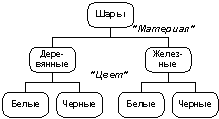 Шары
"Материал"
Дере-
вянные
Желез-
ные
"Цвет"
Белые
Черные
Белые
Черные